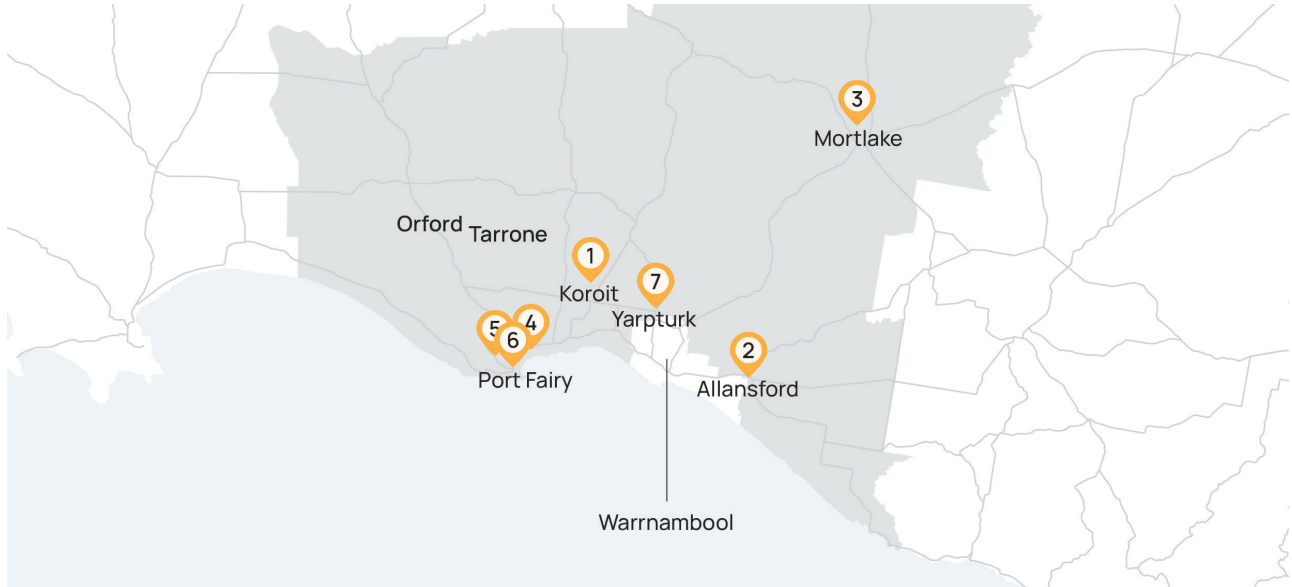 3
Mortlake
Orford
Tarrone
1
Koroit
7
Yarpturk
5
4
6
Port Fairy
2
Allansford
Warrnambool